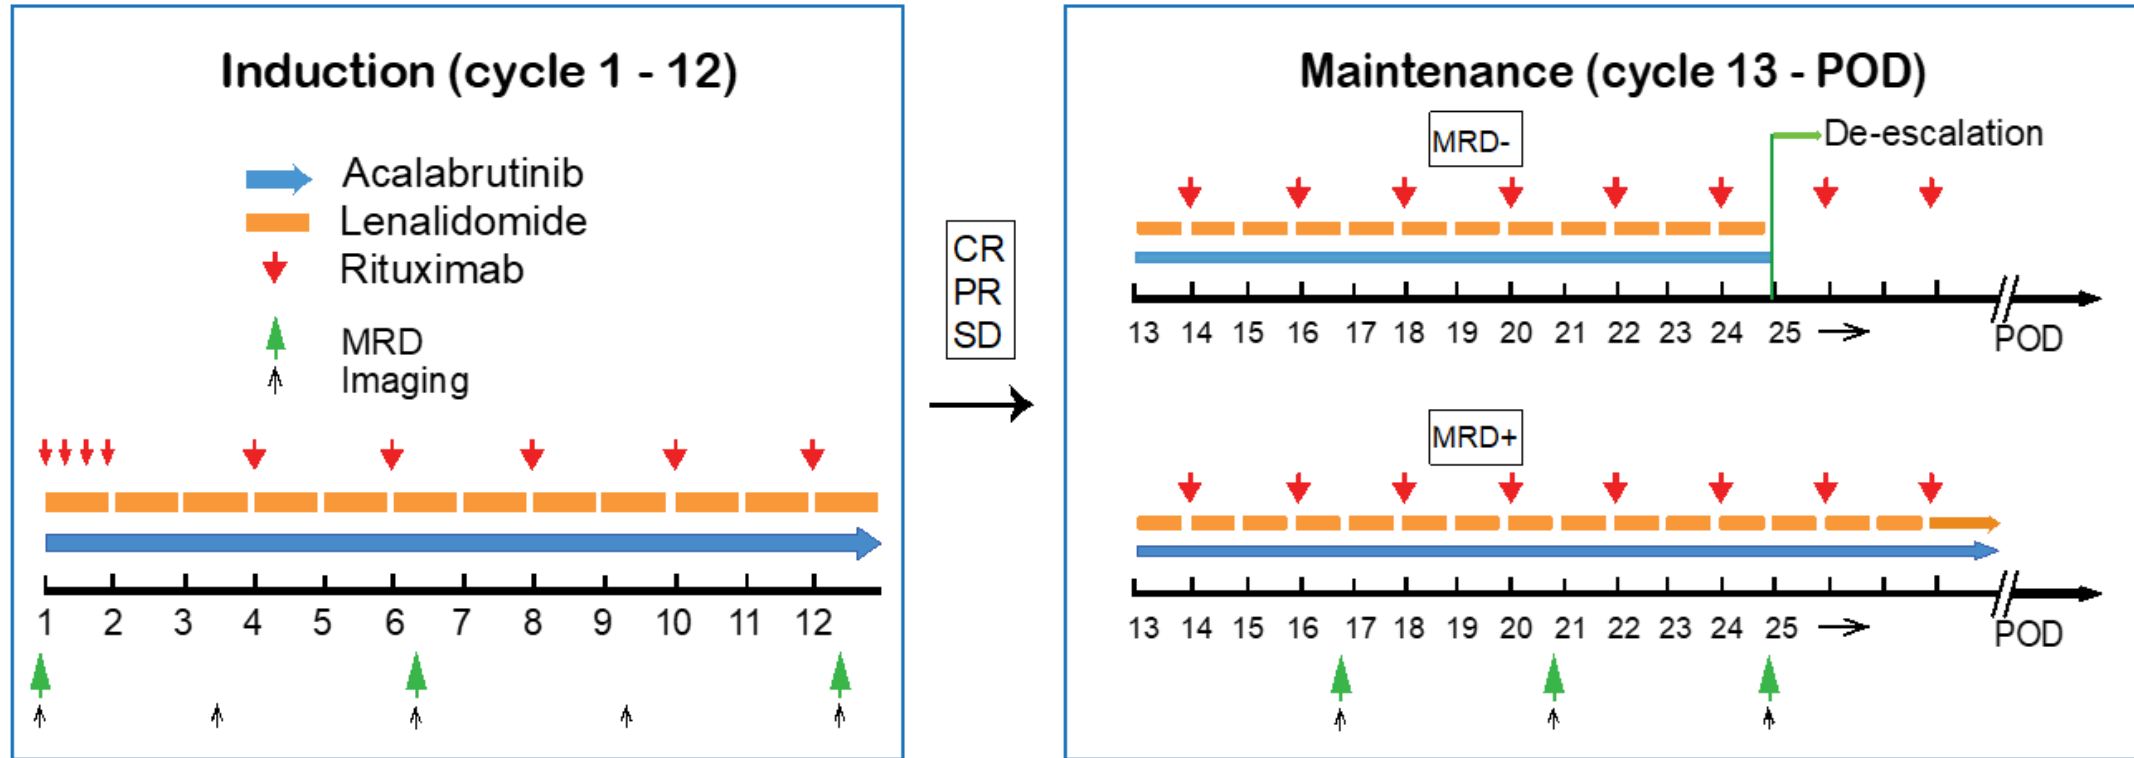 Induction (cycle 1 - 12)
Acalabrutinib
Lenalidomide
Rituximab
MRD
Imaging
1 2 3 4 5 6 7 8 9 10 11 12
CR
PR
SD
Maintenance (cycle 13 - POD)
MRD-
De-escalation
13 14 15 16 17 18 19 20 21 22 23 24 25
POD
MRD+
13 14 15 16 17 18 19 20 21 22 23 24 25
POD